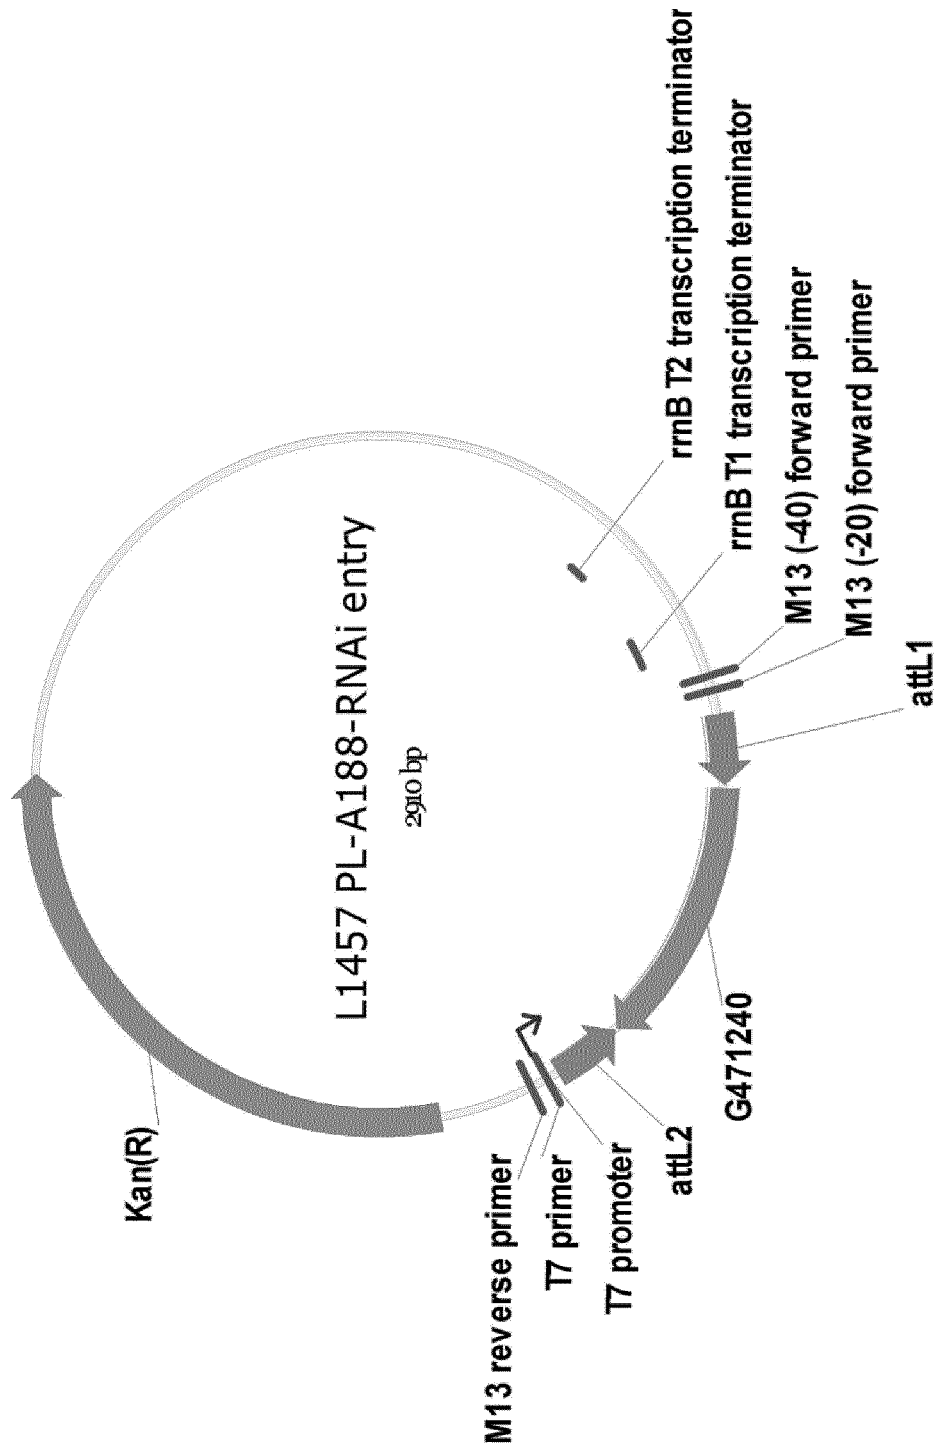 Kan(R)
L1457 PL-A188-RNAi entry
2910 bp
M13 reverse primer
T7 primer
T7 promoter
attL2
G471240
rrnB T2 transcription terminator
rrnB T1 transcription terminator
M13 (-40) forward primer
M13 (-20) forward primer
attL1